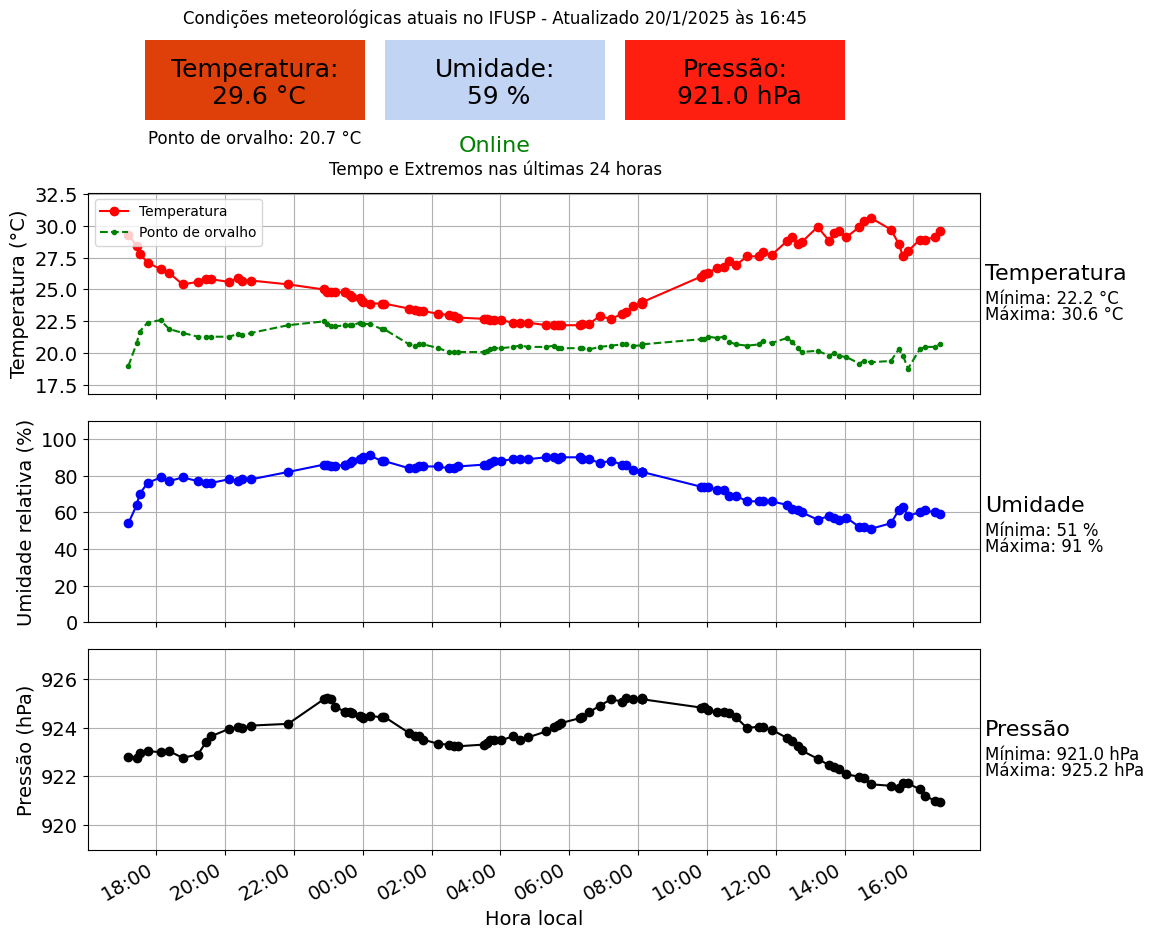 Condições meteorológicas atuais no IFUSP - Atualizado 20/1/2025 às 16:45
Temperatura:
29.6 °C
Umidade:
59 %
Pressão:
921.0 hPa
Ponto de orvalho: 20.7 °C
Online
Tempo e Extremos nas últimas 24 horas
Temperatura (°C)
32.5
30.0
27.5
25.0
22.5
20.0
17.5
Temperatura
Ponto de orvalho
Temperatura
Mínima: 22.2 °C
Máxima: 30.6 °C
Umidade relativa (%)
100
80
60
40
20
0
Umidade
Mínima: 51 %
Máxima: 91 %
Pressão (hPa)
926
924
922
920
Pressão
Mínima: 921.0 hPa
Máxima: 925.2 hPa
18:00 20:00 22:00 00:00 02:00 04:00 06:00 08:00 10:00 12:00 14:00 16:00
Hora local